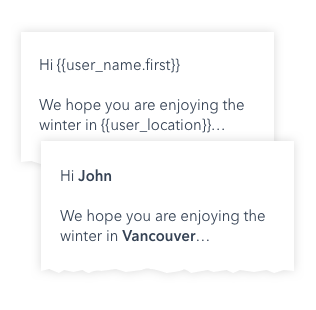 Hi {{user_name.first}}
We hope you are enjoying the
winter in {{user_location}}...
Hi John
We hope you are enjoying the
winter in Vancouver...